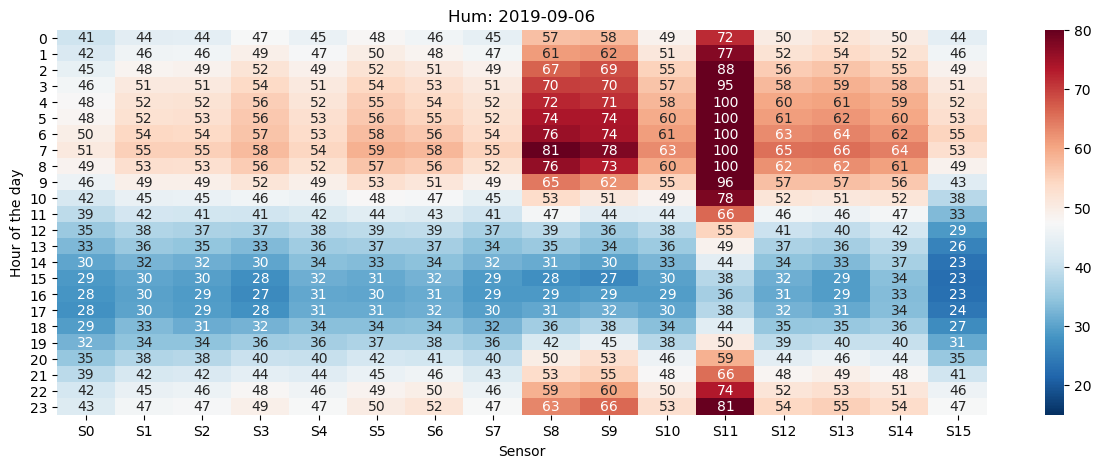 Hum: 2019-09-06
0 41 44 44 47 45 48 46 45 57 58 49 72 50 52 50 44
1 42 46 46 49 47 50 48 47 61 62 51 77 52 54 52 46
2 45 48 49 52 49 52 51 49 67 69 55 88 56 57 55 49
3 46 51 51 54 51 54 53 51 70 70 57 95 58 59 58 51
4 48 52 52 56 52 55 54 52 72 71 58 100 60 61 59 52
5 48 52 53 56 53 56 55 52 74 74 60 100 61 62 60 53
6 50 54 54 57 53 58 56 54 76 74 61 100 63 64 62 55
7 51 55 55 58 54 59 58 55 81 78 63 100 65 66 64 53
8 49 53 53 56 52 57 56 52 76 73 60 100 62 62 61 49
9 46 49 49 52 49 53 51 49 65 62 55 96 57 57 56 43
10 42 45 45 46 46 48 47 45 53 51 49 78 52 51 52 38
11 39 42 41 41 42 44 43 41 47 44 44 66 46 46 47 33
12 35 38 37 37 38 39 39 37 39 36 38 55 41 40 42 29
13 33 36 35 33 36 37 37 34 35 34 36 49 37 36 39 26
14 30 32 32 30 34 33 34 32 31 30 33 44 34 33 37 23
15 29 30 30 28 32 31 32 29 28 27 30 38 32 29 34 23
16 28 30 29 27 31 30 31 29 29 29 29 36 31 29 33 23
17 28 30 29 28 31 31 32 30 31 32 30 38 32 31 34 24
18 29 33 31 32 34 34 34 32 36 38 34 44 35 35 36 27
19 32 34 34 36 36 37 38 36 42 45 38 50 39 40 40 31
20 35 38 38 40 40 42 41 40 50 53 46 59 44 46 44 35
21 39 42 42 44 44 45 46 43 53 55 48 66 48 49 48 41
22 42 45 46 48 46 49 50 46 59 60 50 74 52 53 51 46
23 43 47 47 49 47 50 52 47 63 66 53 81 54 55 54 47
S0 S1 S2 S3 S4 S5 S6 S7 S8 S9 S10 S11 S12 S13 S14 S15
Sensor
Hour of the day
80
70
60
50
40
30
20